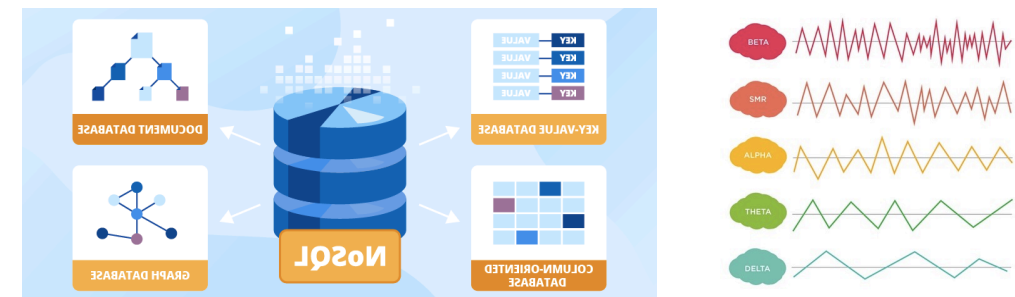 VALUE KEY
VALUE KEY
VALUE KEY
VALUE KEY
DOCUMENT DATABASE
KEY-VALUE DATABASE
GRAPH DATABASE
NoSQL
COLUMN-ORIENTED
DATABASE
BETA
SMR
ALPHA
THETA
DELTA